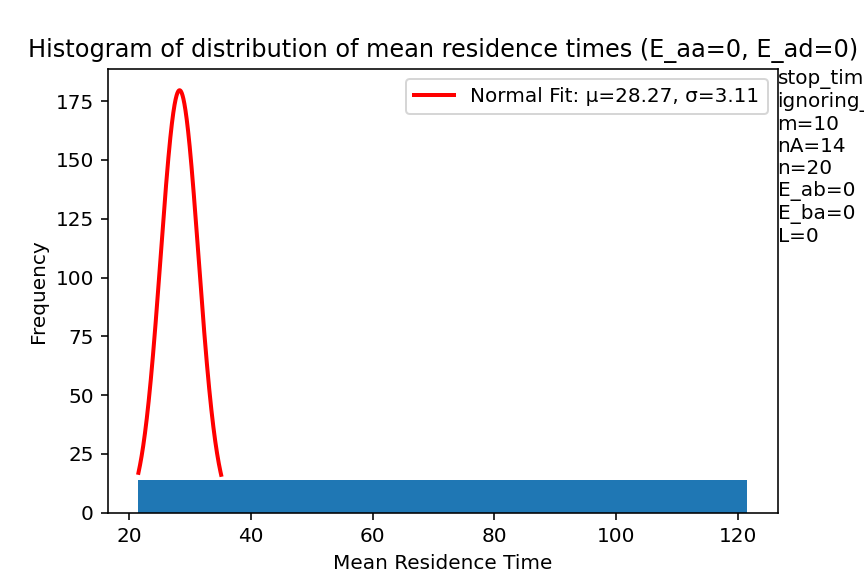 Histogram of distribution of mean residence times (E_aa=0, E_ad=0)
Normal Fit: μ=28.27, σ=3.11
stop_tim
ignoring_
m=10
nA=14
n=20
E_ab=0
E_ba=0
L=0
Frequency
175
150
125
100
75
50
25
0
20 40 60 80 100 120
Mean Residence Time